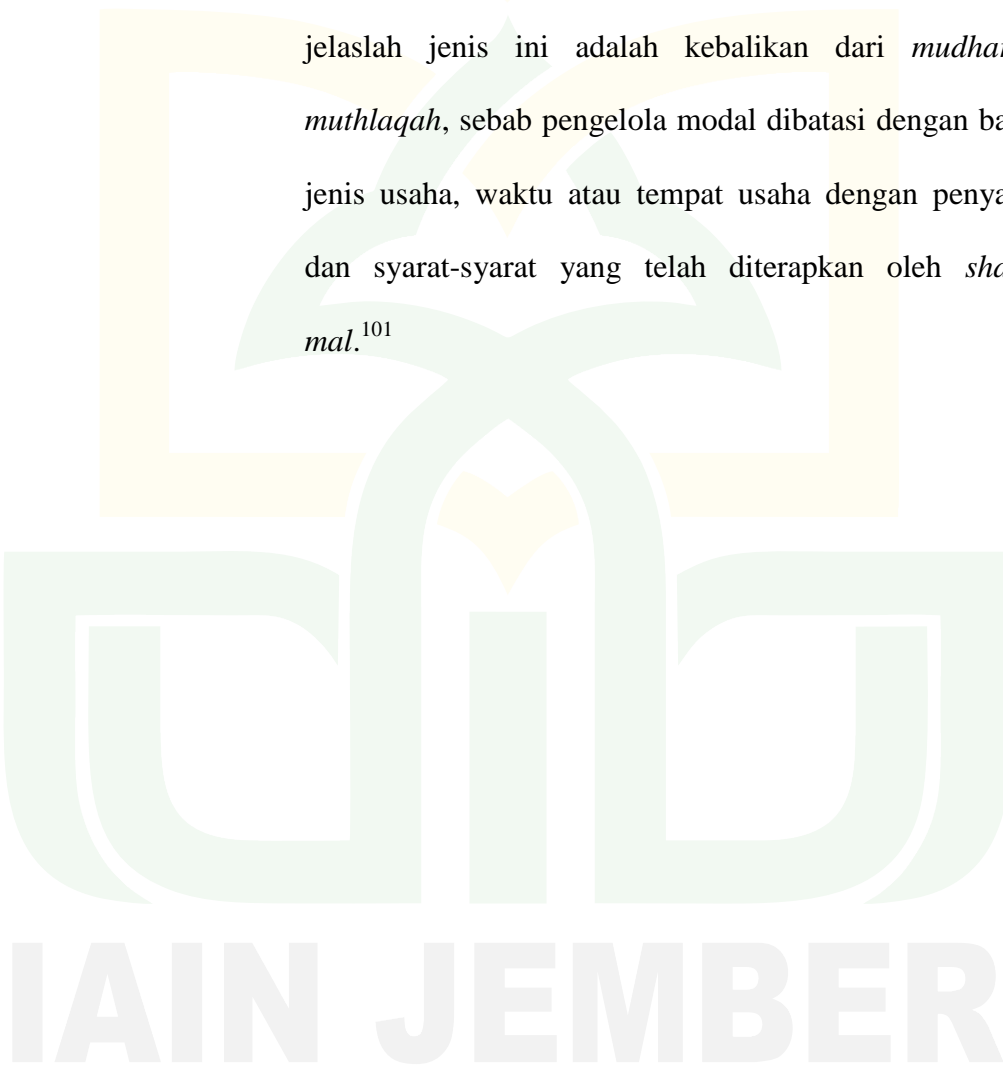 jelaslah jenis ini adalah kebalikan dari
muthlaqah, sebab pengelola modal dibatasi dengan
jenis usaha, waktu atau tempat usaha dengan
dan syarat-syarat yang telah diterapkan oleh
mal.101
IAIN JEMBER